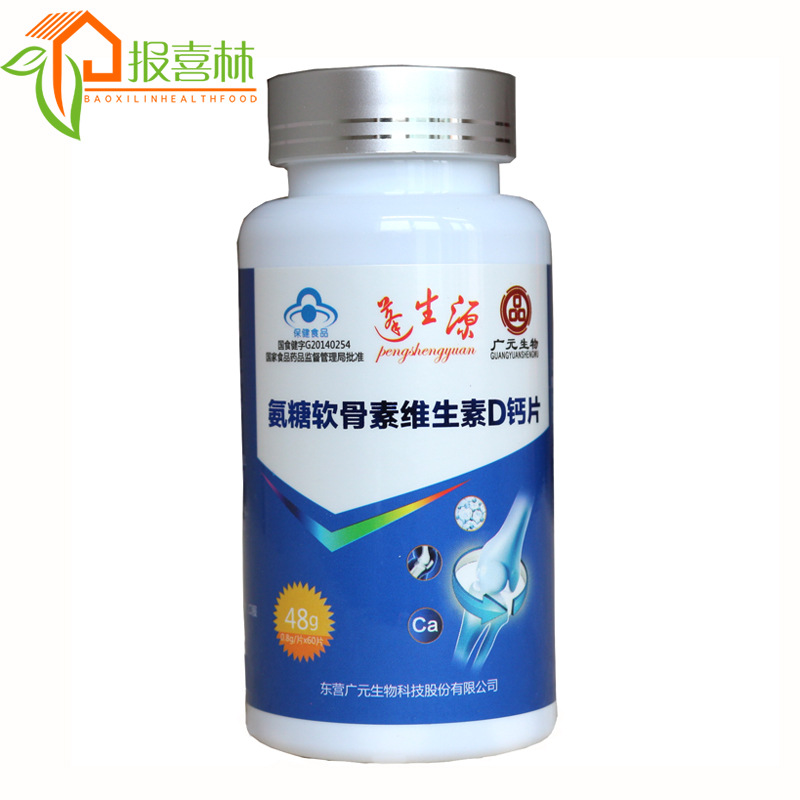 报喜林
BAOXILINHEALTHFOOD
保健食品
国食健字G20140254
国家食品药品监督管理局批准
蓬生源
pengshengyuan
品
广元生物
GUANGYUANSHENGWU
氨糖软骨素维生素D钙片
Ca
48g
0.8g/片x60片
东营广元生物科技股份有限公司